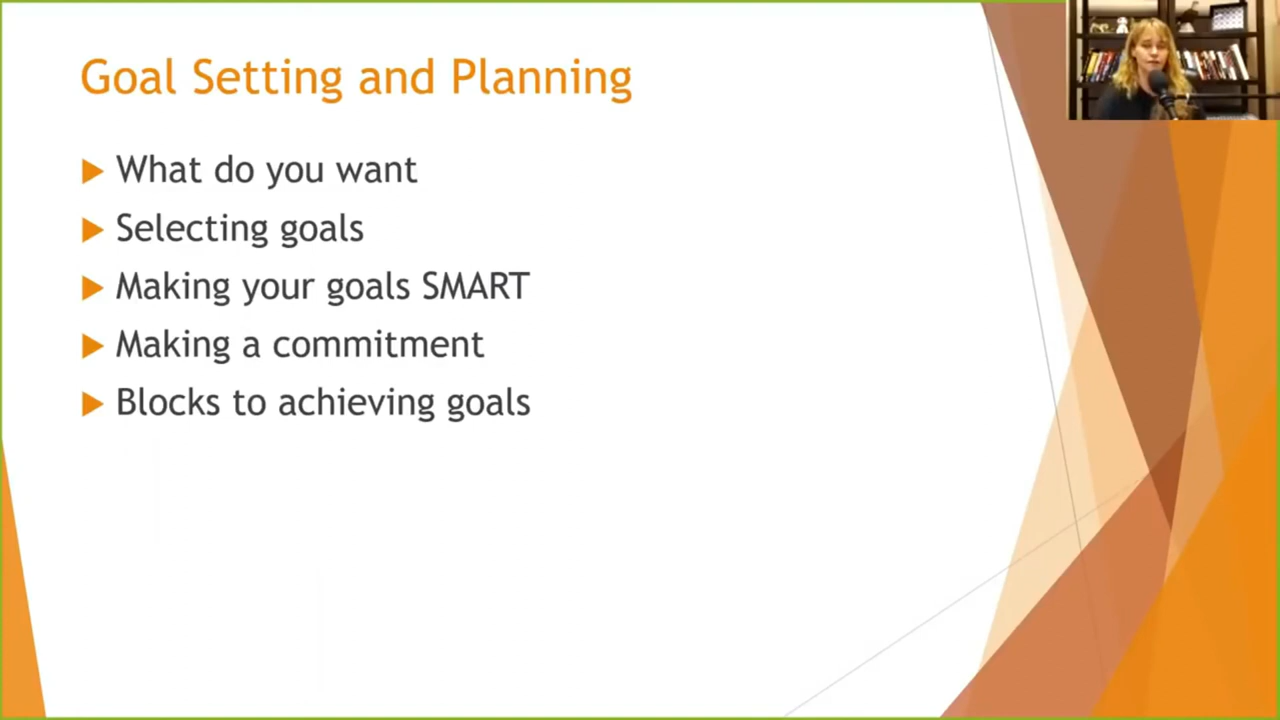 Goal Setting and Planning
What do you want
Selecting goals
Making your goals SMART
Making a commitment
Blocks to achieving goals